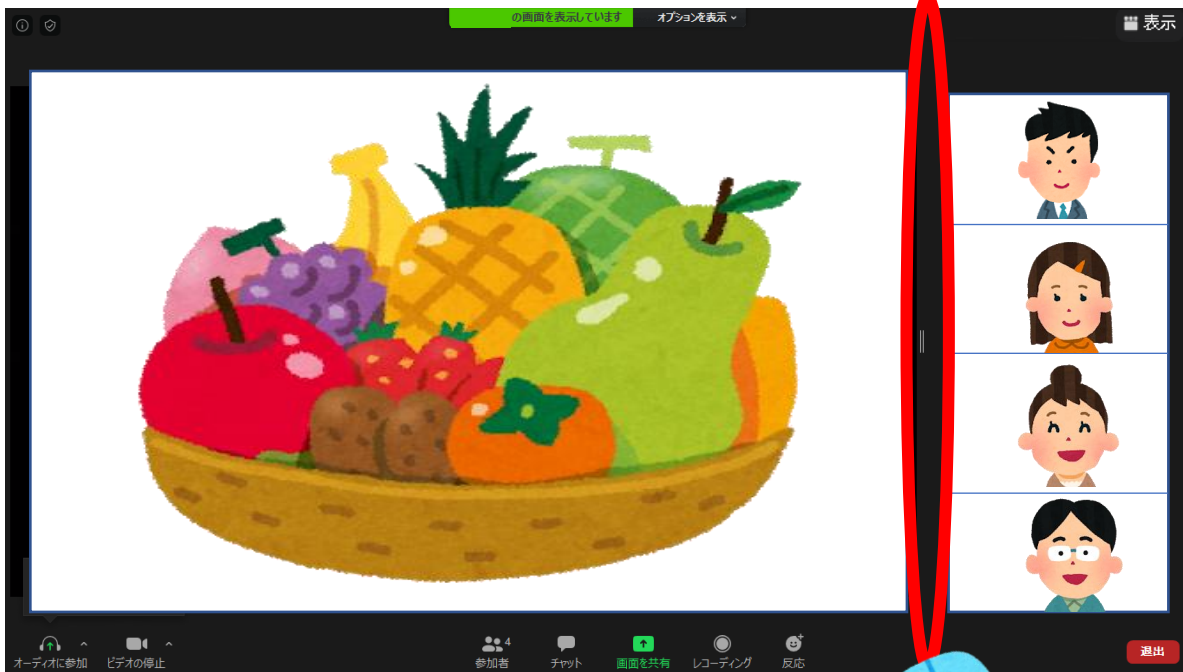 の画面を表示しています オプションを表示
表示
オーディオに参加 ビデオの停止 参加者 4 チャット 画面を共有 レコーディング 反応 退出